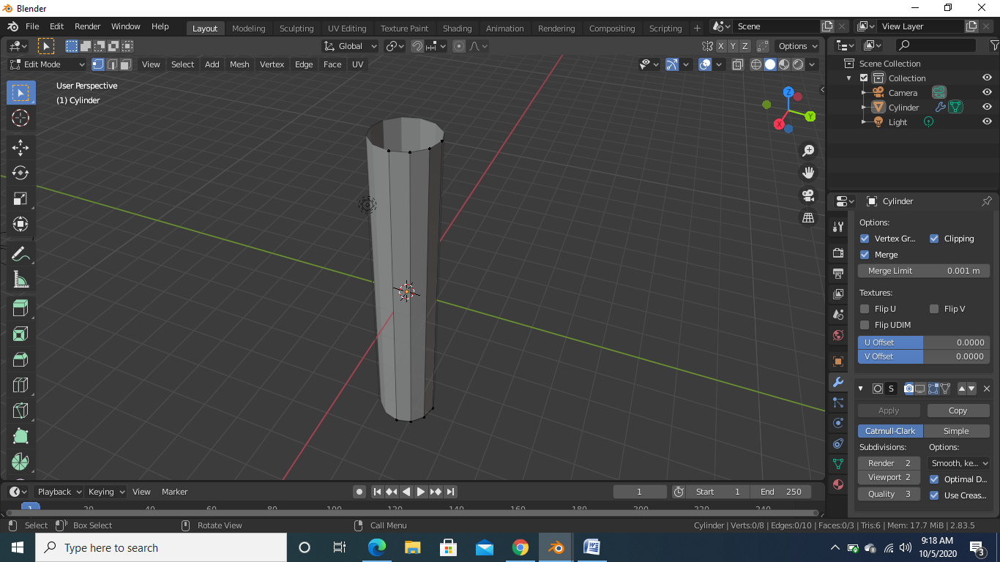 Blender
File Edit Render Window Help Layout Modeling Sculpting UV Editing Texture Paint Shading Animation Rendering Compositing Scripting + Scene View Layer
Global X Y Z Options
Edit Mode View Select Add Mesh Vertex Edge Face UV
User Perspective
(1) Cylinder
Z
Y
X
Scene Collection
Collection
Camera
Cylinder
Light
Cylinder
Options:
Vertex Gr... Clipping
Merge
Merge Limit 0.001 m
Textures:
Flip U Flip V
Flip UDIM
U Offset 0.0000
V Offset 0.0000
S
Apply Copy
Catmull-Clark Simple
Subdivisions: Options:
Render 2 Smooth, ke...
Viewport 2 Optimal D...
Quality 3 Use Creas...
Playback Keying View Marker 1 Start 1 End 250
1 20 40 60 80 100 120 140 160 180 200 220 240
Select Box Select Rotate View Call Menu Cylinder | Verts:0/8 | Edges:0/10 | Faces:0/3 | Tris:6 | Mem: 17.7 MiB | 2.83.5
Type here to search
9:18 AM
10/5/2020
3